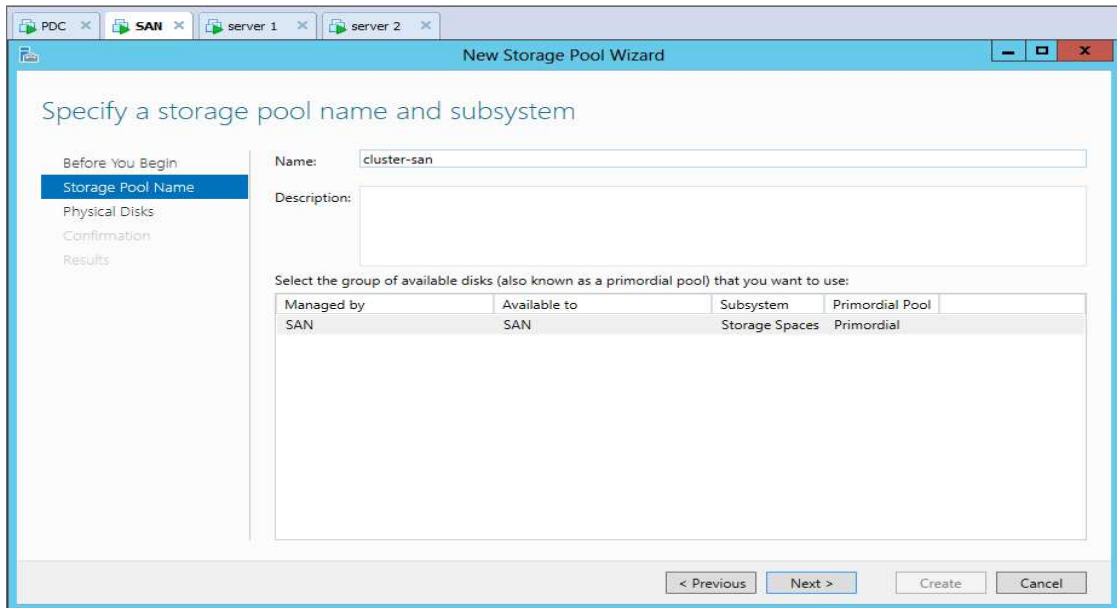 PDC SAN server 1 server 2
New Storage Pool Wizard
Specify a storage pool name and subsystem
Before You Begin
Storage Pool Name
Physical Disks
Confirmation
Results
Name: cluster-san
Description:
Select the group of available disks (also known as a primordial pool) that you want to use:
Managed by Available to Subsystem Primordial Pool
SAN SAN Storage Spaces Primordial
< Previous Next > Create Cancel